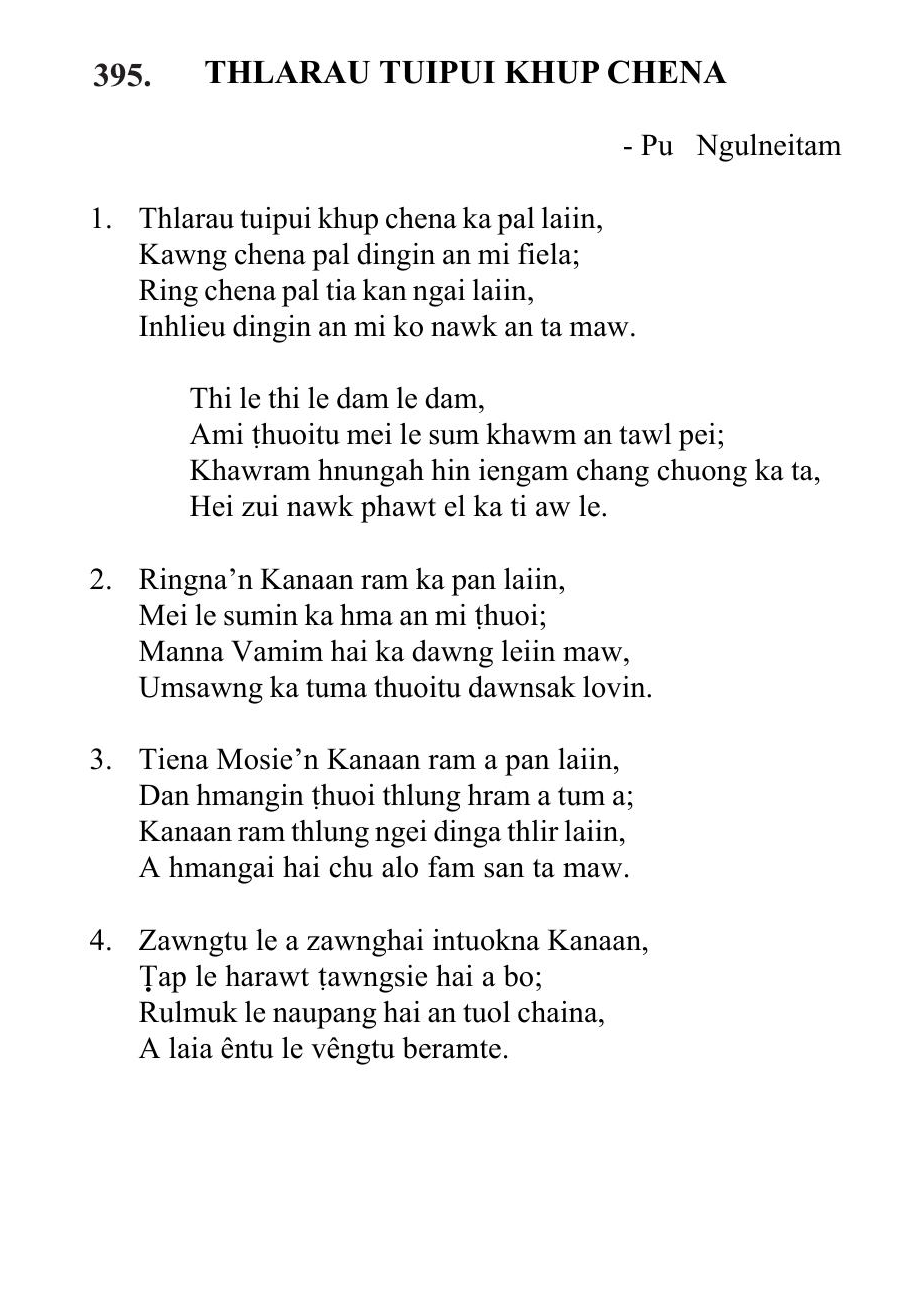 395. THLARAU TUIPUI KHUP CHENA
- Pu Ngulneitam
1. Thlarau tuipui khup chena ka pal laiin,
Kawng chena pal dingin an mi fiela;
Ring chena pal tia kan ngai laiin,
Inhlieu dingin an mi ko nawk an ta maw.
Thi le thi le dam le dam,
Ami ṭhuoitu mei le sum khawm an tawl pei;
Khawram hnungah hin iengam chang chuong ka ta,
Hei zui nawk phawt el ka ti aw le.
2. Ringna’n Kanaan ram ka pan laiin,
Mei le sumin ka hma an mi ṭhuoi;
Manna Vamim hai ka dawng leiin maw,
Umsawng ka tuma thuoitu dawnsak lovin.
3. Tiena Mosie’n Kanaan ram a pan laiin,
Dan hmangin ṭhuoi thlung hram a tum a;
Kanaan ram thlung ngei dinga thlir laiin,
A hmangai hai chu alo fam san ta maw.
4. Zawngtu le a zawnghai intuokna Kanaan,
Ṭap le harawt ṭawngsie hai a bo;
Rulmuk le naupang hai an tuol chaina,
A laia êntu le vêngtu beramte.